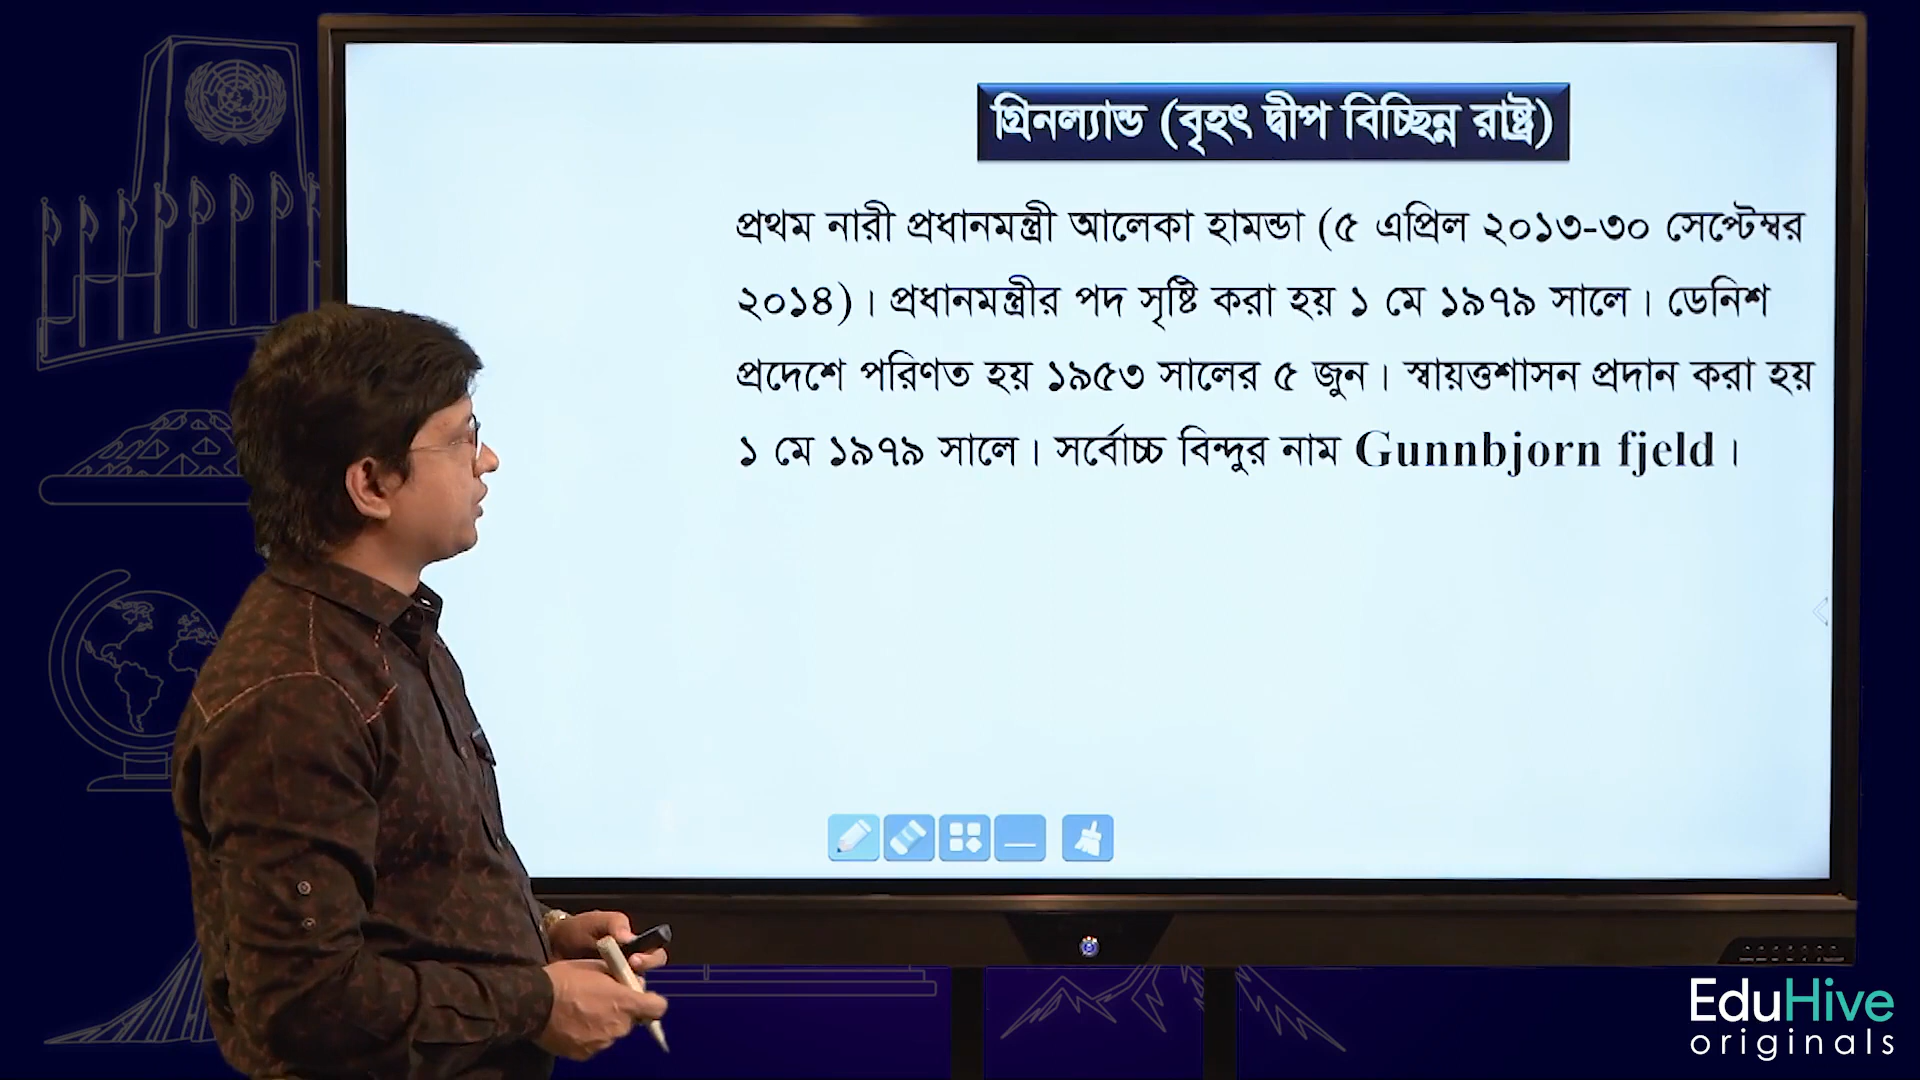 গ্রিনল্যান্ড (বৃহৎ দ্বীপ বিচ্ছিন্ন রাষ্ট্র)
প্রথম নারী প্রধানমন্ত্রী আলেকা হামন্ডা (৫ এপ্রিল ২০১৩-৩০ সেপ্টেম্বর
২০১৪)। প্রধানমন্ত্রীর পদ সৃষ্টি করা হয় ১ মে ১৯৭৯ সালে। ডেনিশ
প্রদেশে পরিণত হয় ১৯৫৩ সালের ৫ জুন। স্বায়ত্তশাসন প্রদান করা হয়
১ মে ১৯৭৯ সালে। সর্বোচ্চ বিন্দুর নাম Gunnbjorn fjeld।
EduHive
originals